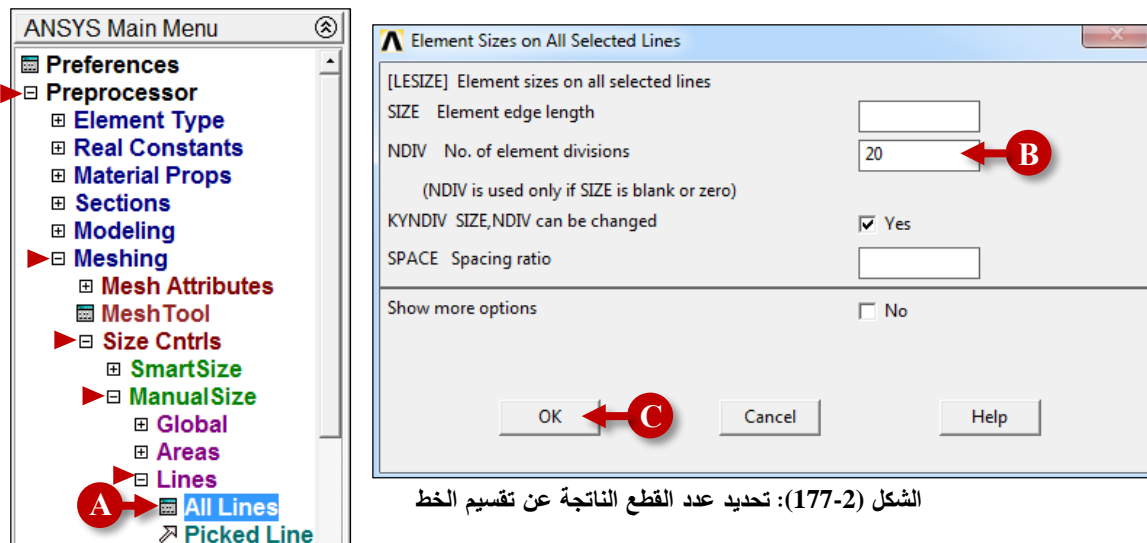 ANSYS Main Menu
Preferences
Preprocessor
Element Type
Real Constants
Material Props
Sections
Modeling
Meshing
Mesh Attributes
MeshTool
Size Cntrls
SmartSize
ManualSize
Global
Areas
Lines
A
All Lines
Picked Line
Element Sizes on All Selected Lines
[LESIZE] Element sizes on all selected lines
SIZE Element edge length
NDIV No. of element divisions 20 B
(NDIV is used only if SIZE is blank or zero)
KYNDIV SIZE,NDIV can be changed Yes
SPACE Spacing ratio
Show more options No
OK C Cancel Help
الشكل (2-177): تحديد عدد القطع الناتجة عن تقسيم الخط